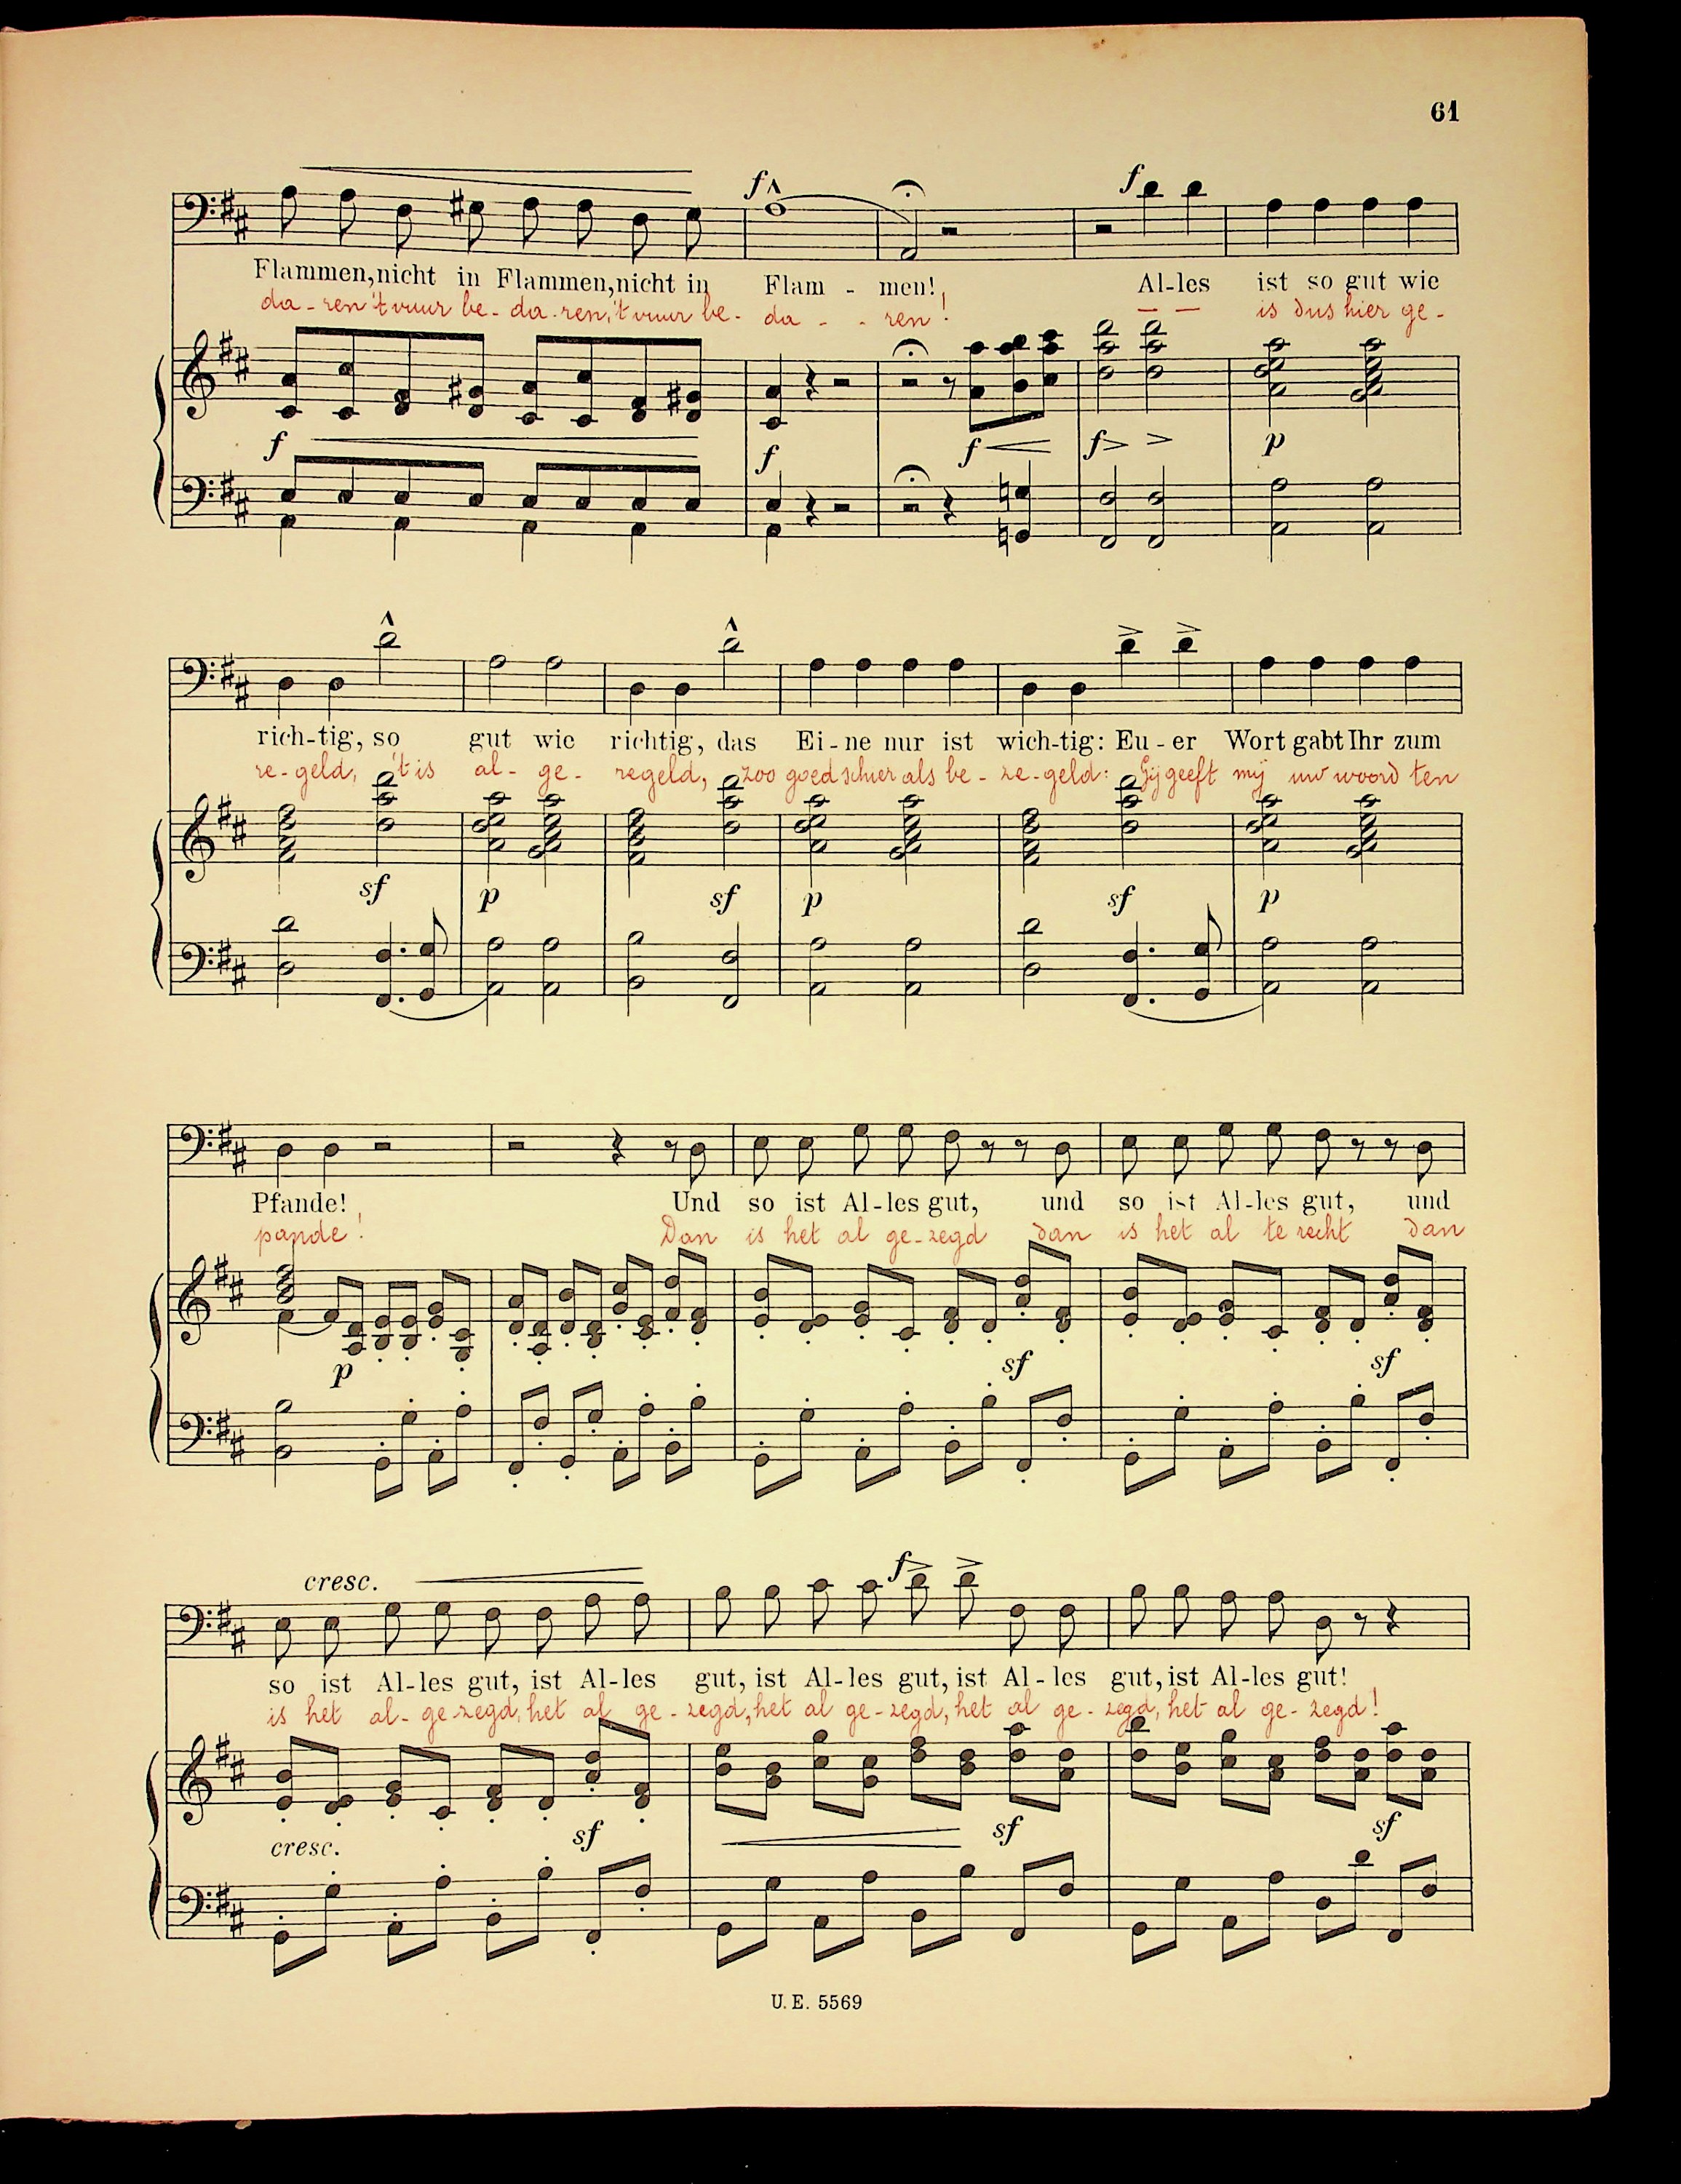 61
f
f
Flammen, nicht in Flammen, nicht in Flam - men! Al-les ist so gut wie
da - ren 't vuur be - da - ren, 't vuur be - da - - ren! — — is dus hier ge -
f f f f p
rich-tig, so gut wie richtig, das Ei - ne nur ist wich-tig: Eu - er Wort gabt Ihr zum
re - geld, 't is al - ge - regeld, zoo goed schier als be - ze - geld: Gij geeft mij uw woord ten
sf p sf p sf p
Pfande! Und so ist Al-les gut, und so ist Al-les gut, und
pande! Dan is het al ge-zegd dan is het al te recht dan
p sf sf
cresc. f
so ist Al-les gut, ist Al-les gut, ist Al-les gut, ist Al-les gut, ist Al-les gut!
is het al - ge-zegd, het al ge - zegd, het al ge - zegd, het al ge - zegd, het al ge - zegd!
cresc. sf sf sf
U. E. 5569